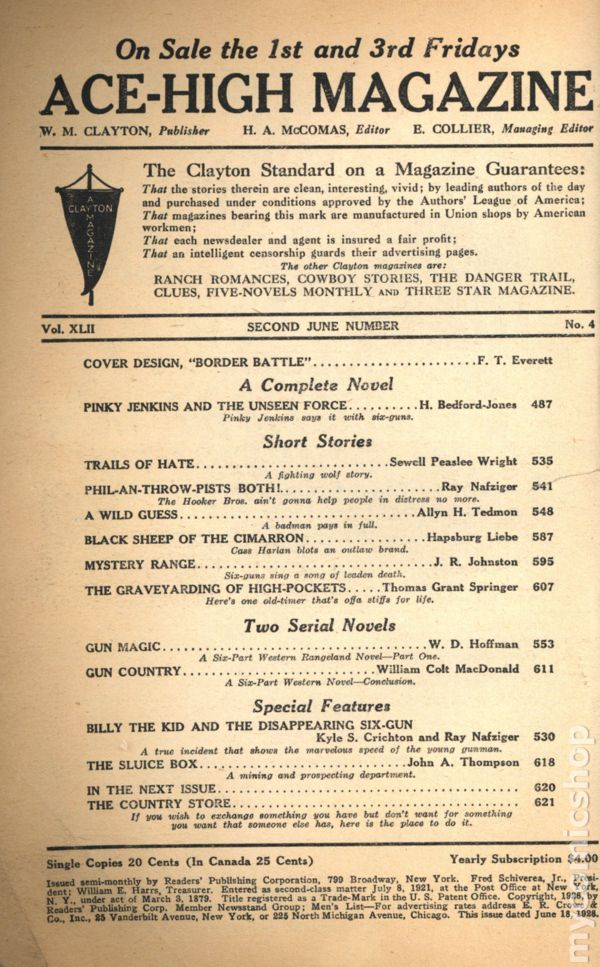 On Sale the 1st and 3rd Fridays
ACE-HIGH MAGAZINE
W. M. CLAYTON, Publisher H. A. McCOMAS, Editor E. COLLIER, Managing Editor
A
CLAYTON
MAGAZINE
The Clayton Standard on a Magazine Guarantees:
That the stories therein are clean, interesting, vivid; by leading authors of the day
and purchased under conditions approved by the Authors' League of America;
That magazines bearing this mark are manufactured in Union shops by American
workmen;
That each newsdealer and agent is insured a fair profit;
That an intelligent censorship guards their advertising pages.
The other Clayton magazines are:
RANCH ROMANCES, COWBOY STORIES, THE DANGER TRAIL,
CLUES, FIVE-NOVELS MONTHLY AND THREE STAR MAGAZINE.
Vol. XLII SECOND JUNE NUMBER No. 4
COVER DESIGN, "BORDER BATTLE"........................F. T. Everett
A Complete Novel
PINKY JENKINS AND THE UNSEEN FORCE..........H. Bedford-Jones 487
Pinky Jenkins says it with six-guns.
Short Stories
TRAILS OF HATE............................Sewell Peaslee Wright 535
A fighting wolf story.
PHIL-AN-THROW-PISTS BOTH!.......................Ray Nafziger 541
The Hooker Bros. ain't gonna help people in distress no more.
A WILD GUESS..................................Allyn H. Tedmon 548
A badman pays in full.
BLACK SHEEP OF THE CIMARRON..................Hapsburg Liebe 587
Cass Harlan blots an outlaw brand.
MYSTERY RANGE..................................J. R. Johnston 595
Six-guns sing a song of leaden death.
THE GRAVEYARDING OF HIGH-POCKETS.....Thomas Grant Springer 607
Here's one old-timer that's offa stiffs for life.
Two Serial Novels
GUN MAGIC......................................W. D. Hoffman 553
A Six-Part Western Rangeland Novel—Part One.
GUN COUNTRY............................William Colt MacDonald 611
A Six-Part Western Novel—Conclusion.
Special Features
BILLY THE KID AND THE DISAPPEARING SIX-GUN
Kyle S. Crichton and Ray Nafziger 530
A true incident that shows the marvelous speed of the young gunman.
THE SLUICE BOX..............................John A. Thompson 618
A mining and prospecting department.
IN THE NEXT ISSUE............................................ 620
THE COUNTRY STORE.......................................... 621
If you wish to exchange something you have but don't want for something
you want that someone else has, here is the place to do it.
Single Copies 20 Cents (In Canada 25 Cents) Yearly Subscription $4.00
Issued semi-monthly by Readers' Publishing Corporation, 799 Broadway, New York. Fred Schiverea, Jr., Presi-
dent; William E. Harrs, Treasurer. Entered as second-class matter July 8, 1921, at the Post Office at New York,
N. Y., under act of March 3, 1879. Title registered as a Trade-Mark in the U. S. Patent Office. Copyright, 1928, by
Readers' Publishing Corp. Member Newsstand Group; Men's List—For advertising rates address E. R. Crowe &
Co., Inc., 25 Vanderbilt Avenue, New York, or 225 North Michigan Avenue, Chicago. This issue dated June 18, 1928.
mycomicshop